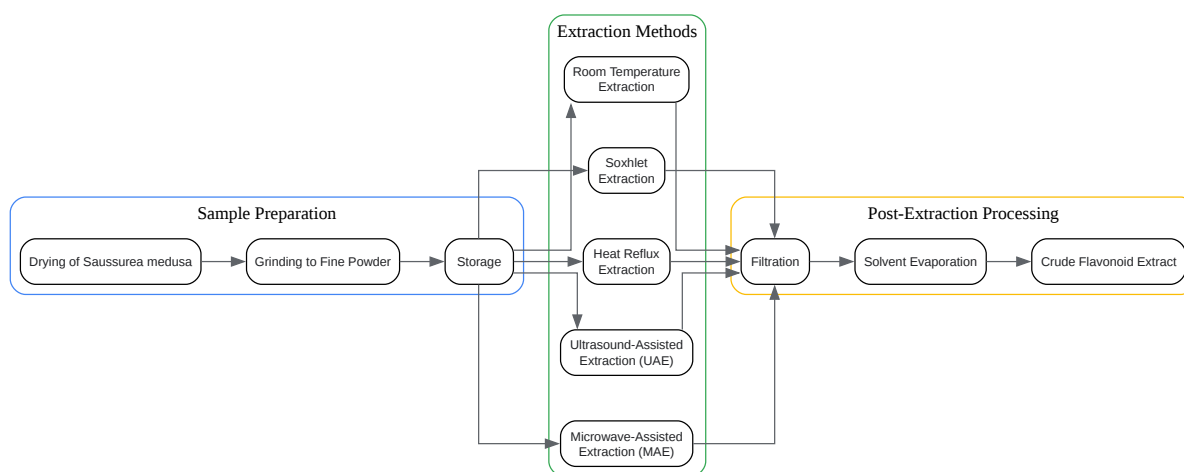 Extraction Methods
Room Temperature
Extraction
Soxhlet
Extraction
Sample Preparation
Post-Extraction Processing
Drying of Saussurea medusa
Grinding to Fine Powder
Storage
Heat Reflux
Extraction
Filtration
Solvent Evaporation
Crude Flavonoid Extract
Ultrasound-Assisted
Extraction (UAE)
Microwave-Assisted
Extraction (MAE)